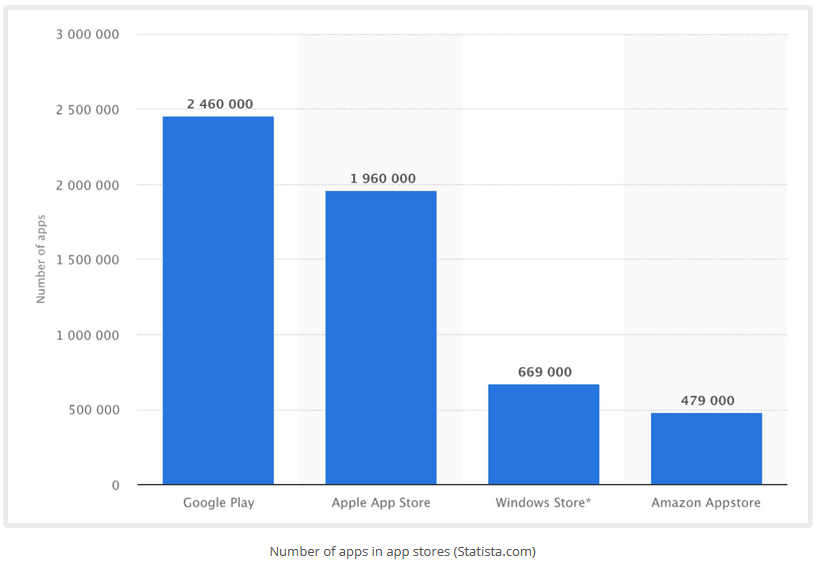 3 000 000
2 460 000
2 500 000
1 960 000
2 000 000
1 500 000
1 000 000
669 000
479 000
500 000
0
Number of apps
Google Play Apple App Store Windows Store* Amazon Appstore
Number of apps in app stores (Statista.com)